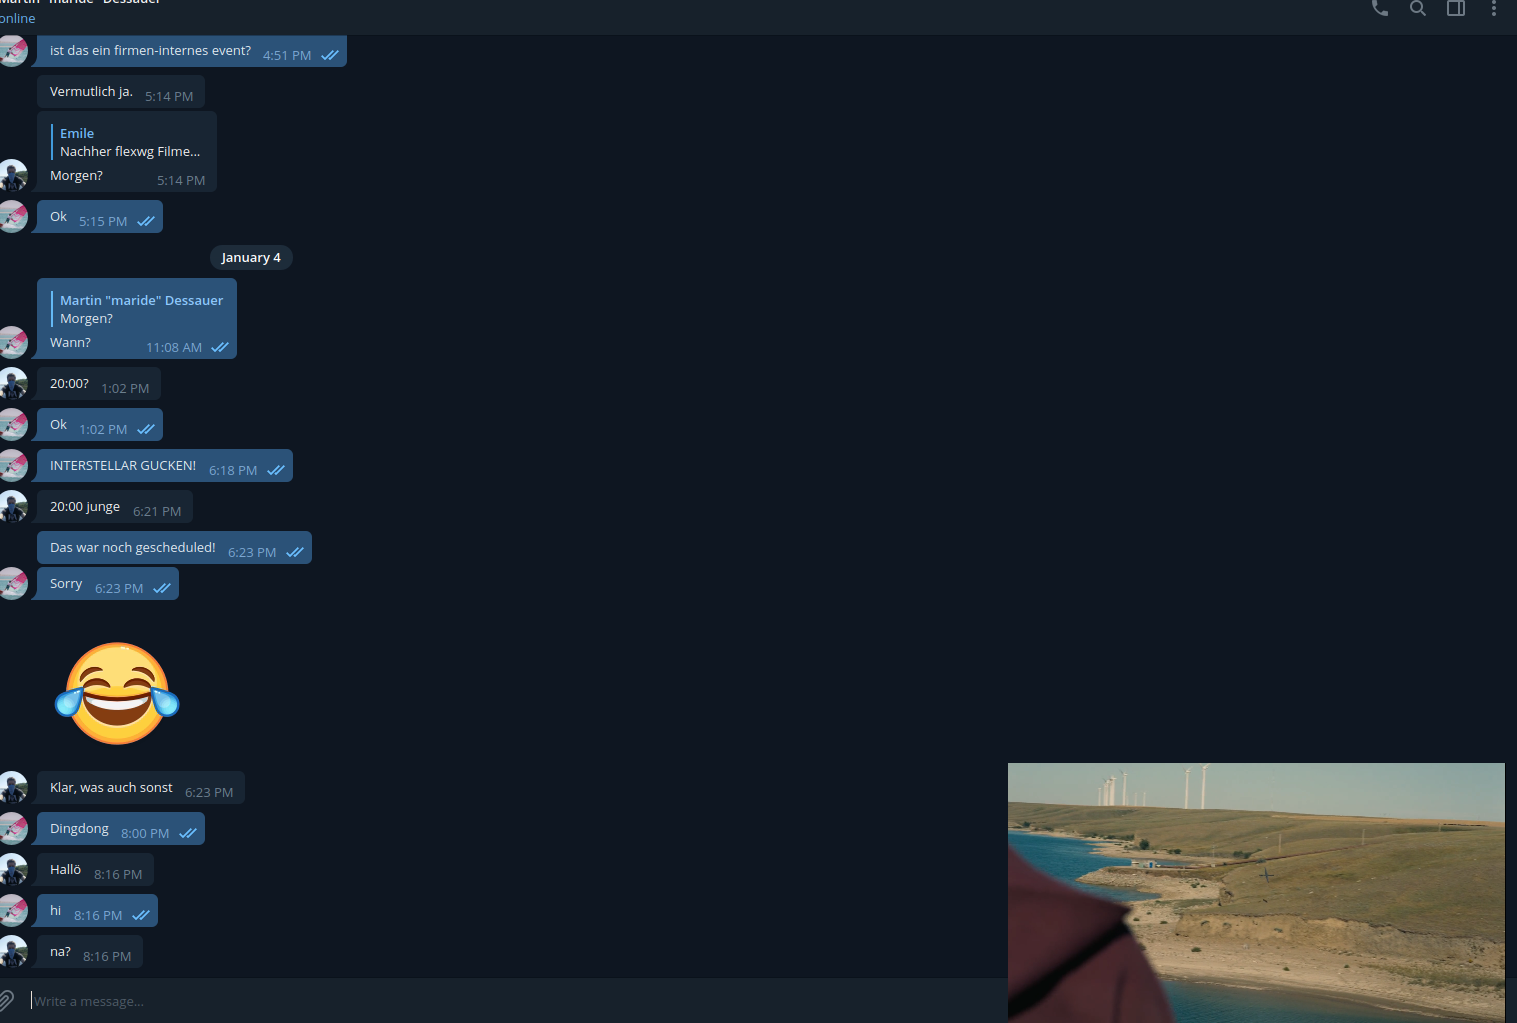 Martin "maride" Dessauer
online
ist das ein firmen-internes event? 4:51 PM
Vermutlich ja. 5:14 PM
Emile
Nachher flexwg Filme...
Morgen? 5:14 PM
Ok 5:15 PM
January 4
Martin "maride" Dessauer
Morgen?
Wann? 11:08 AM
20:00? 1:02 PM
Ok 1:02 PM
INTERSTELLAR GUCKEN! 6:18 PM
20:00 junge 6:21 PM
Das war noch gescheduled! 6:23 PM
Sorry 6:23 PM
Klar, was auch sonst 6:23 PM
Dingdong 8:00 PM
Hallö 8:16 PM
hi 8:16 PM
na? 8:16 PM
Write a message...